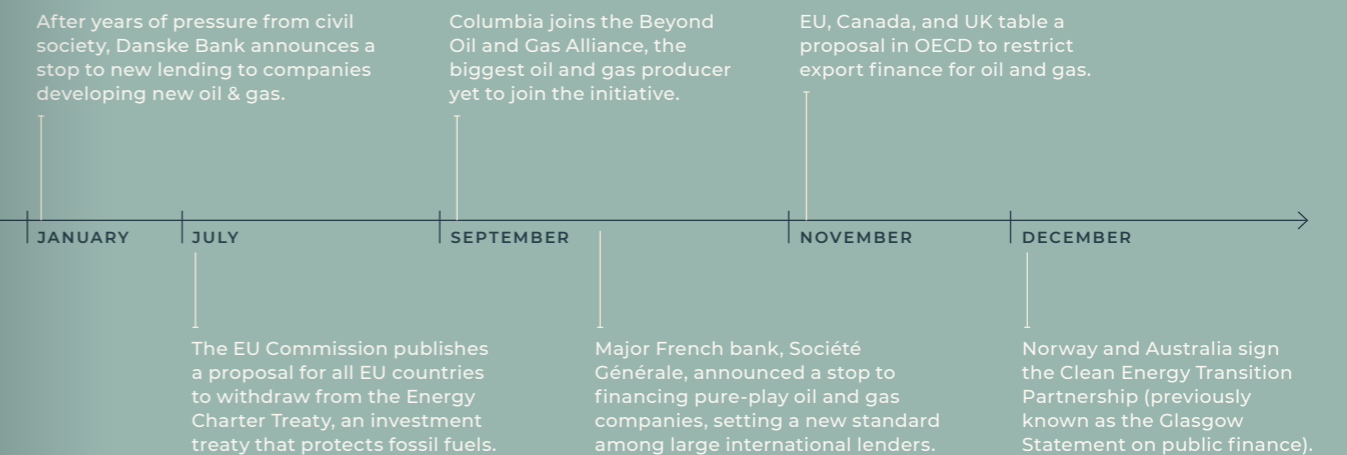 After years of pressure from civil
society, Danske Bank announces a
stop to new lending to companies
developing new oil & gas.
Columbia joins the Beyond
Oil and Gas Alliance, the
biggest oil and gas producer
yet to join the initiative.
EU, Canada, and UK table a
proposal in OECD to restrict
export finance for oil and gas.
JANUARY
JULY
SEPTEMBER
NOVEMBER
DECEMBER
The EU Commission publishes
a proposal for all EU countries
to withdraw from the Energy
Charter Treaty, an investment
treaty that protects fossil fuels.
Major French bank, Société
Générale, announced a stop to
financing pure-play oil and gas
companies, setting a new standard
among large international lenders.
Norway and Australia sign
the Clean Energy Transition
Partnership (previously
known as the Glasgow
Statement on public finance).